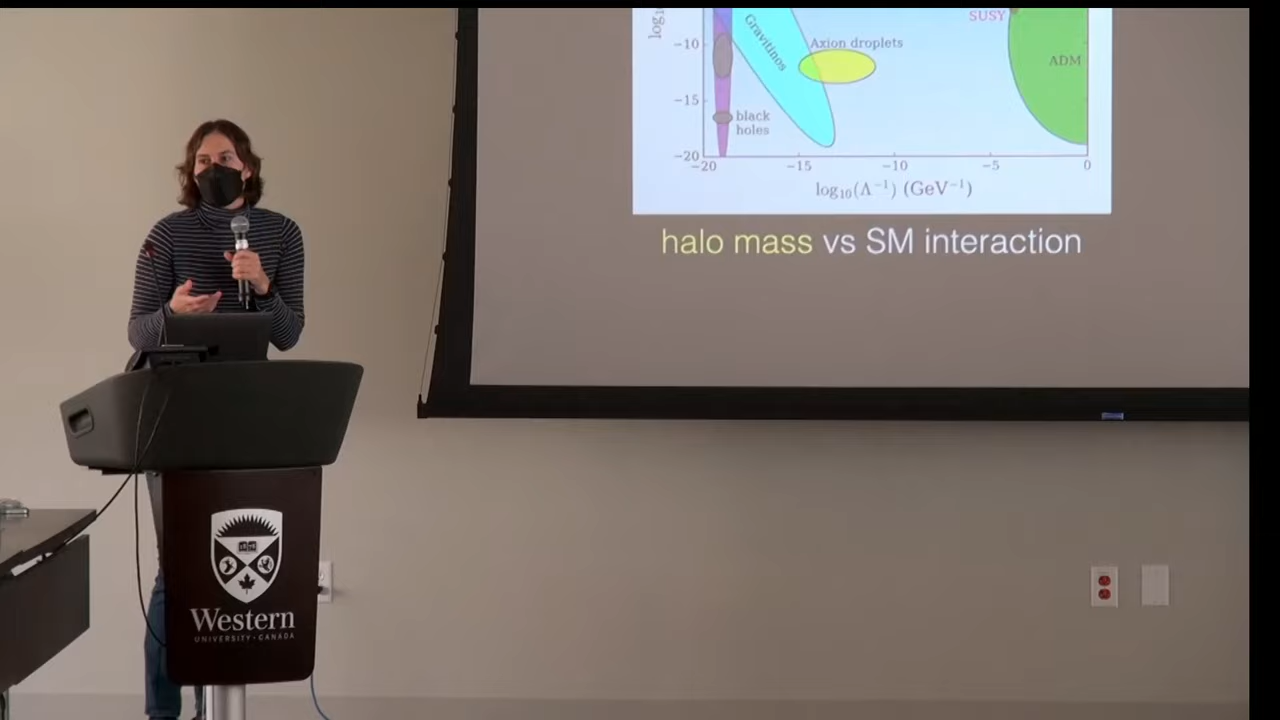 SUSY
log₁₀
−10
−15
−20
Gravitinos
Axion droplets
ADM
black
holes
−20
−15
−10
−5
0
log₁₀(Λ⁻¹) (GeV⁻¹)
halo mass vs SM interaction
Western
UNIVERSITY · CANADA